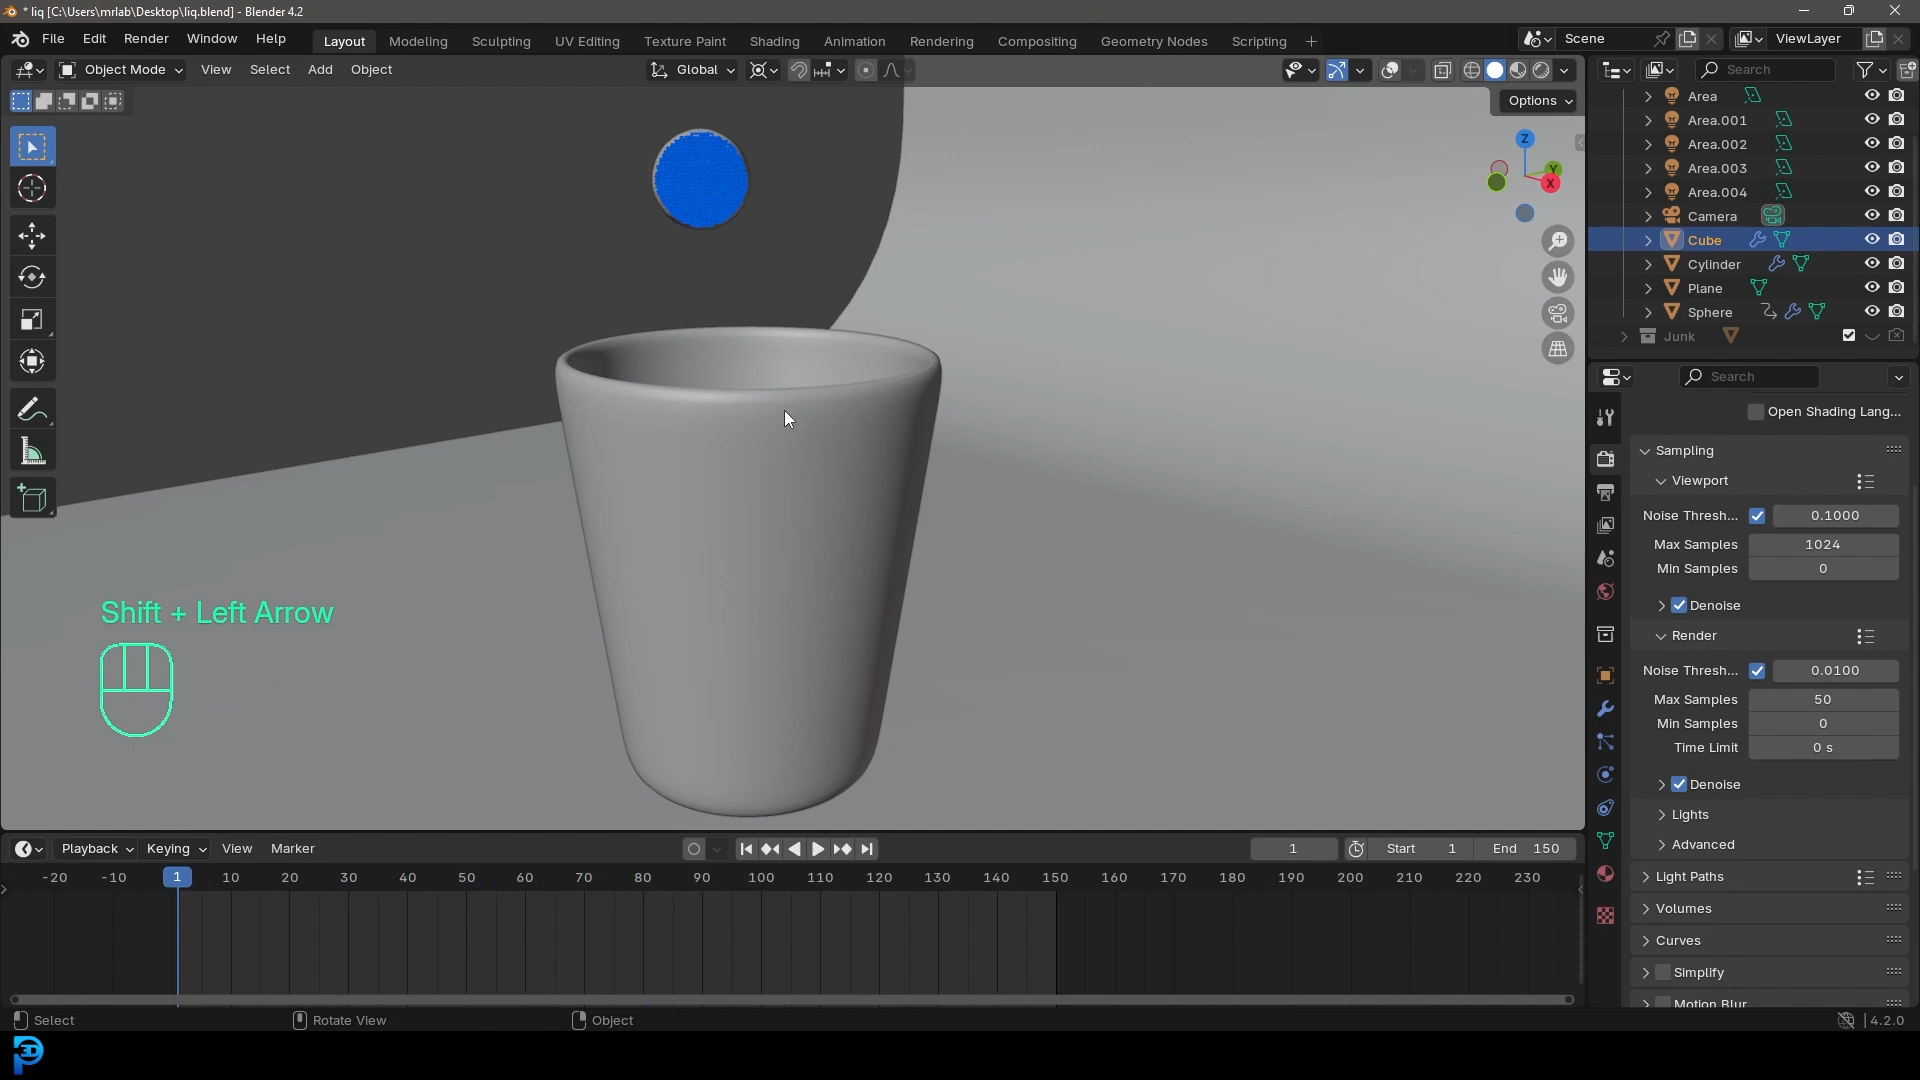 * liq [C:\Users\mrlab\Desktop\liq.blend] - Blender 4.2
File Edit Render Window Help Layout Modeling Sculpting UV Editing Texture Paint Shading Animation Rendering Compositing Geometry Nodes Scripting + Scene ViewLayer
Object Mode View Select Add Object Global Search
Options
Z
Y
X
Area
Area.001
Area.002
Area.003
Area.004
Camera
Cube
Cylinder
Plane
Sphere
Junk
Search
Open Shading Lang...
Sampling
Viewport
Noise Thresh... 0.1000
Max Samples 1024
Min Samples 0
Denoise
Render
Noise Thresh... 0.0100
Max Samples 50
Min Samples 0
Time Limit 0 s
Denoise
Lights
Advanced
Light Paths
Volumes
Curves
Simplify
Motion Blur
Shift + Left Arrow
Playback Keying View Marker 1 Start 1 End 150
-20 -10 1 10 20 30 40 50 60 70 80 90 100 110 120 130 140 150 160 170 180 190 200 210 220 230
Select Rotate View Object 4.2.0